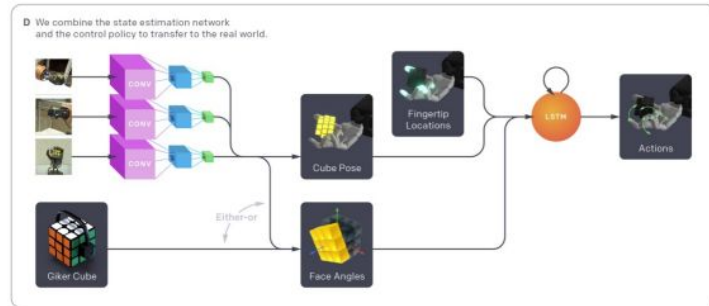 D We combine the state estimation network
and the control policy to transfer to the real world.
CONV
CONV
CONV
Cube Pose
Fingertip
Locations
LSTM
Actions
Either-or
Giker Cube
Face Angles